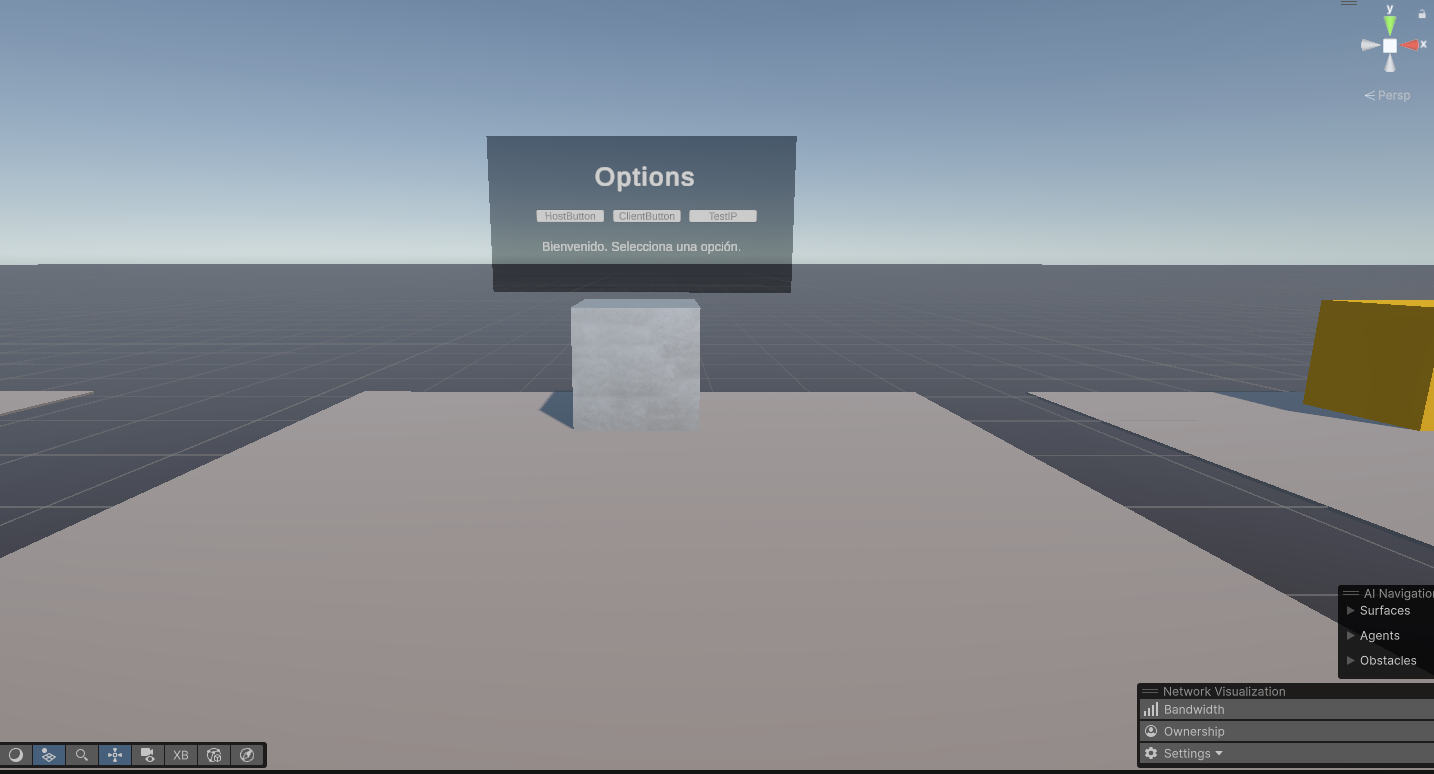 y
x
Persp
Options
HostButton ClientButton TestIP
Bienvenido. Selecciona una opción.
AI Navigatio
Surfaces
Agents
Obstacles
Network Visualization
Bandwidth
Ownership
Settings
XB